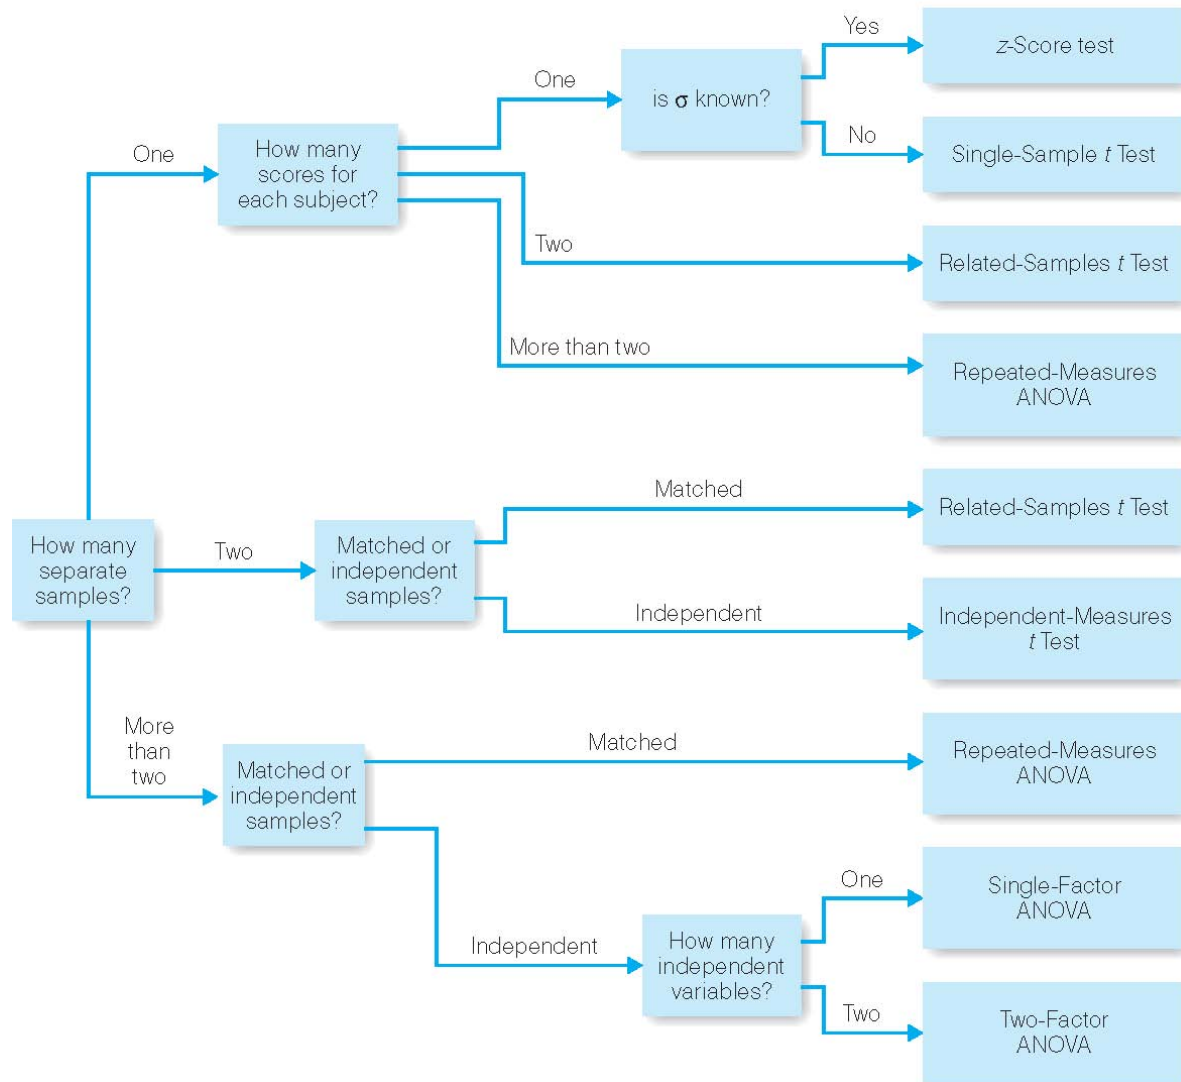 Yes
z-Score test
One
is σ known?
No
Single-Sample t Test
One
How many
scores for
each subject?
Two
Related-Samples t Test
More than two
Repeated-Measures
ANOVA
How many
separate
samples?
Two
Matched or
independent
samples?
Matched
Related-Samples t Test
Independent
Independent-Measures
t Test
More
than
two
Matched or
independent
samples?
Matched
Repeated-Measures
ANOVA
Independent
How many
independent
variables?
One
Single-Factor
ANOVA
Two
Two-Factor
ANOVA